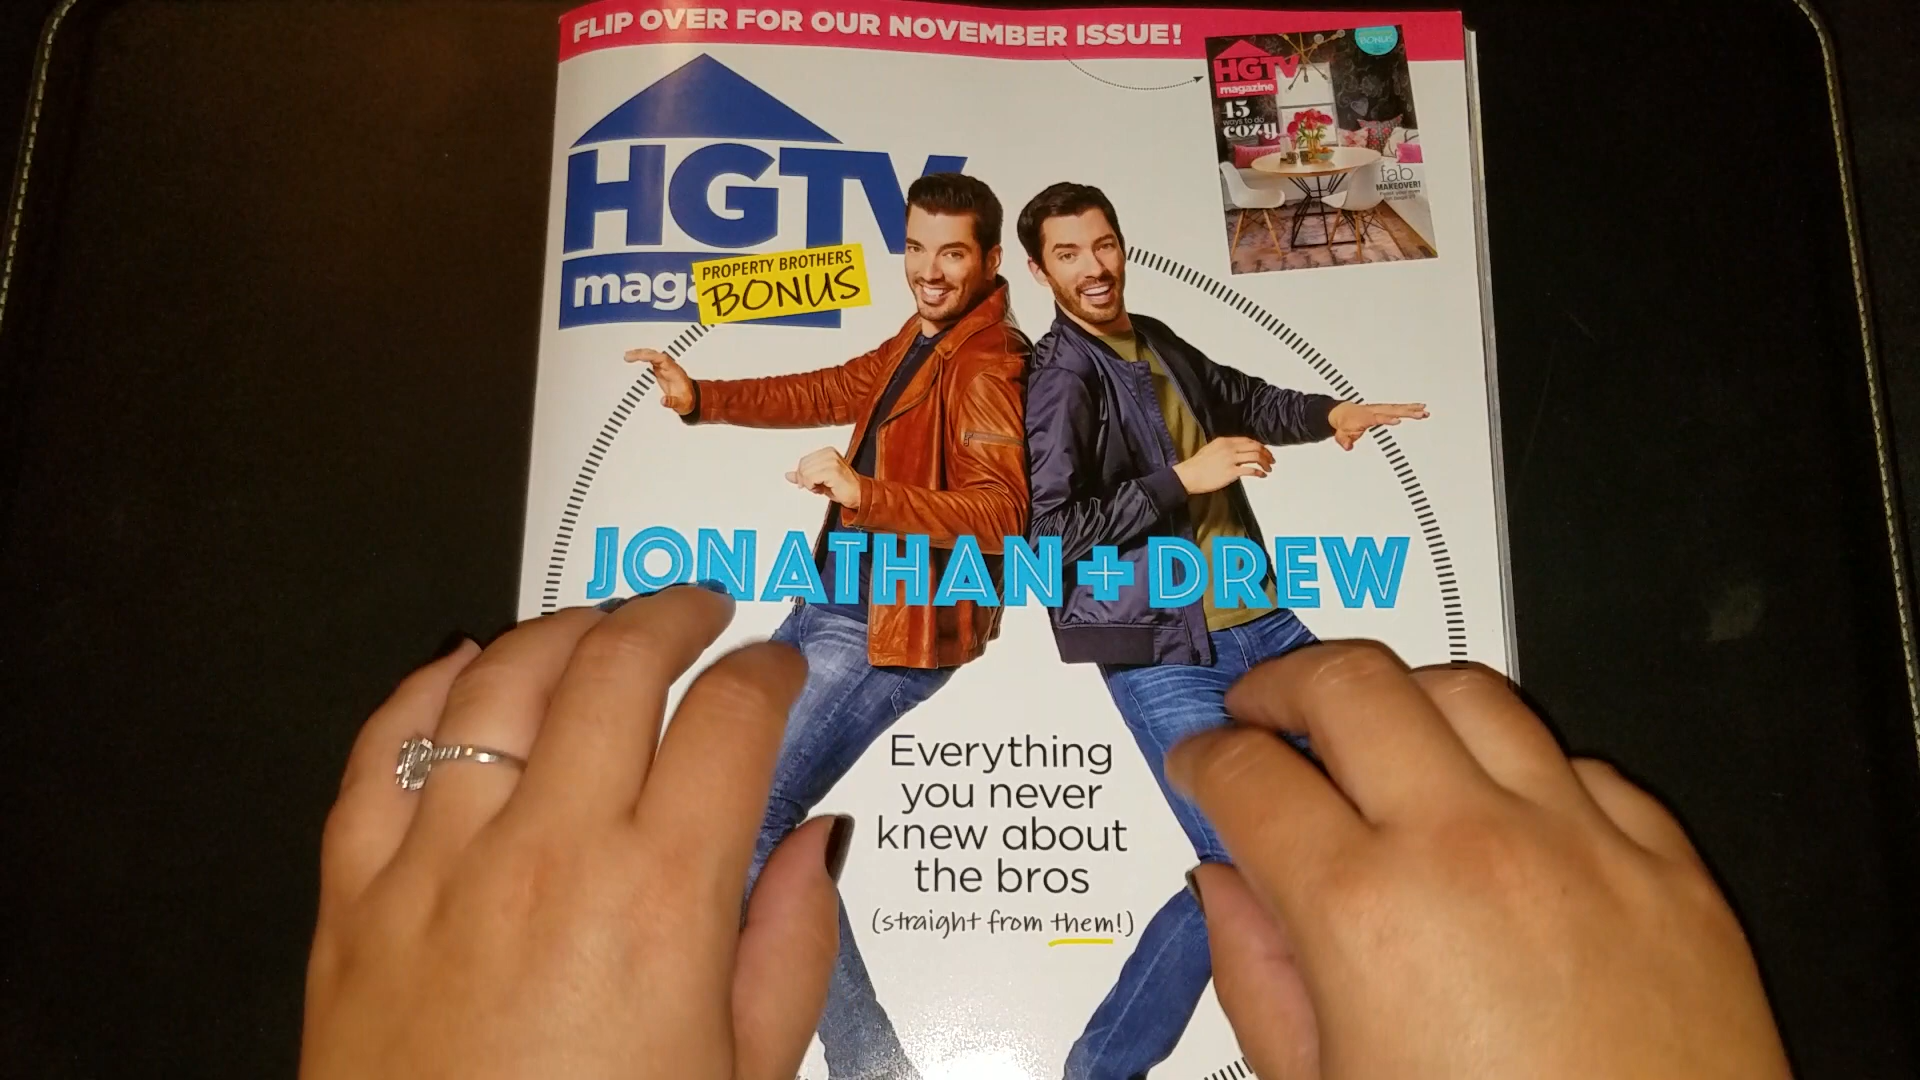 FLIP OVER FOR OUR NOVEMBER ISSUE!
BONUS
HGTV
magazine
45
ways to do
cozy
fab
MAKEOVER!
HGTV
maga
PROPERTY BROTHERS
BONUS
JONATHAN + DREW
Everything
you never
knew about
the bros
(straight from them!)